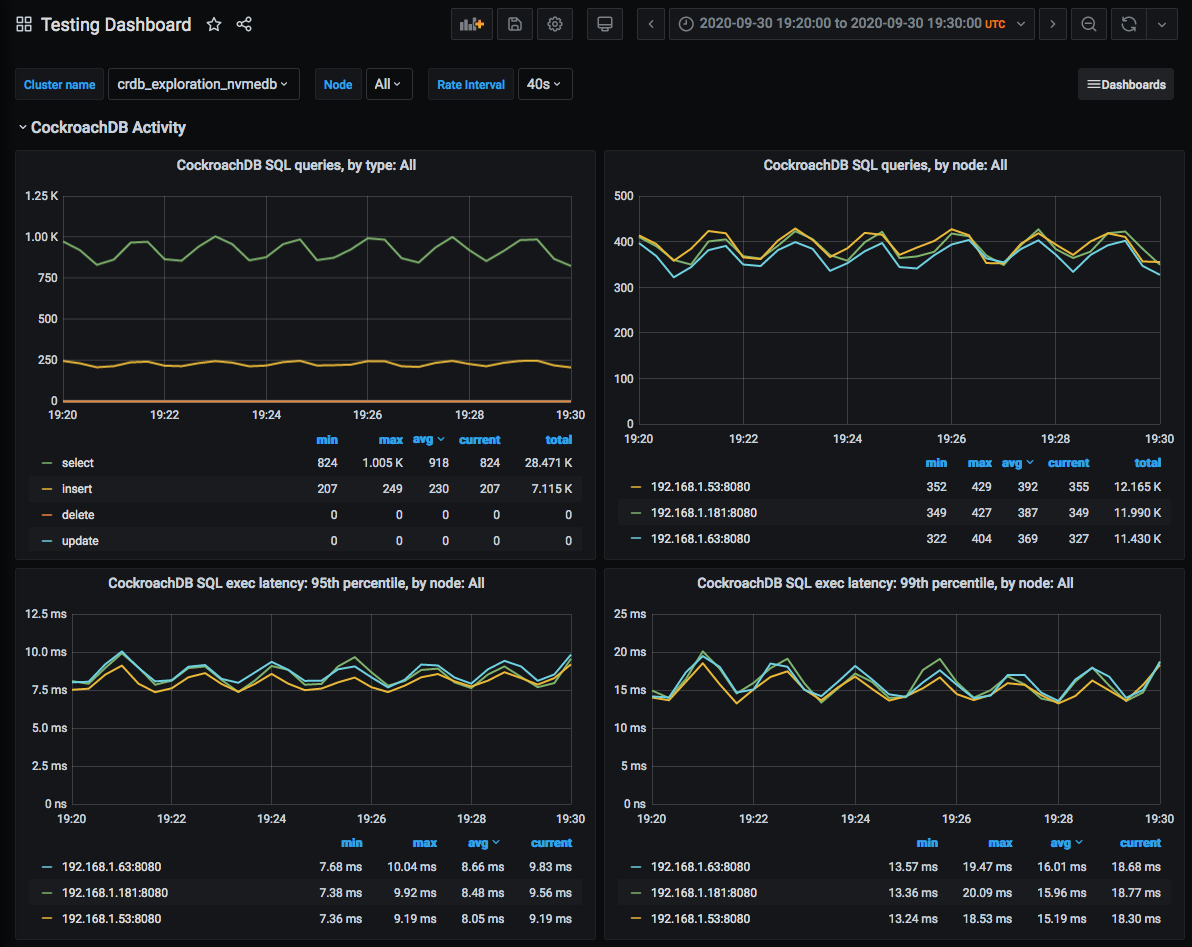 Testing Dashboard
2020-09-30 19:20:00 to 2020-09-30 19:30:00 UTC
Cluster name crdb_exploration_nvmedb Node All Rate Interval 40s Dashboards
CockroachDB Activity
CockroachDB SQL queries, by type: All
1.25 K
1.00 K
750
500
250
0
19:20 19:22 19:24 19:26 19:28 19:30
min max avg current total
select 824 1.005 K 918 824 28.471 K
insert 207 249 230 207 7.115 K
delete 0 0 0 0 0
update 0 0 0 0 0
CockroachDB SQL queries, by node: All
500
400
300
200
100
0
19:20 19:22 19:24 19:26 19:28 19:30
min max avg current total
192.168.1.53:8080 352 429 392 355 12.165 K
192.168.1.181:8080 349 427 387 349 11.990 K
192.168.1.63:8080 322 404 369 327 11.430 K
CockroachDB SQL exec latency: 95th percentile, by node: All
12.5 ms
10.0 ms
7.5 ms
5.0 ms
2.5 ms
0 ns
19:20 19:22 19:24 19:26 19:28 19:30
min max avg current
192.168.1.63:8080 7.68 ms 10.04 ms 8.66 ms 9.83 ms
192.168.1.181:8080 7.38 ms 9.92 ms 8.48 ms 9.56 ms
192.168.1.53:8080 7.36 ms 9.19 ms 8.05 ms 9.19 ms
CockroachDB SQL exec latency: 99th percentile, by node: All
25 ms
20 ms
15 ms
10 ms
5 ms
0 ns
19:20 19:22 19:24 19:26 19:28 19:30
min max avg current
192.168.1.63:8080 13.57 ms 19.47 ms 16.01 ms 18.68 ms
192.168.1.181:8080 13.36 ms 20.09 ms 15.96 ms 18.77 ms
192.168.1.53:8080 13.24 ms 18.53 ms 15.19 ms 18.30 ms